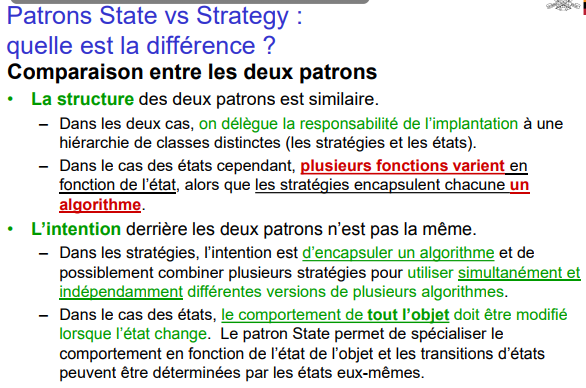 Patrons State vs Strategy :
quelle est la différence ?
Comparaison entre les deux patrons
• La structure des deux patrons est similaire.
– Dans les deux cas, on délègue la responsabilité de l'implantation à une
hiérarchie de classes distinctes (les stratégies et les états).
– Dans le cas des états cependant, plusieurs fonctions varient en
fonction de l'état, alors que les stratégies encapsulent chacune un
algorithme.
• L'intention derrière les deux patrons n'est pas la même.
– Dans les stratégies, l'intention est d'encapsuler un algorithme et de
possiblement combiner plusieurs stratégies pour utiliser simultanément et
indépendamment différentes versions de plusieurs algorithmes.
– Dans le cas des états, le comportement de tout l'objet doit être modifié
lorsque l'état change. Le patron State permet de spécialiser le
comportement en fonction de l'état de l'objet et les transitions d'états
peuvent être déterminées par les états eux-mêmes.